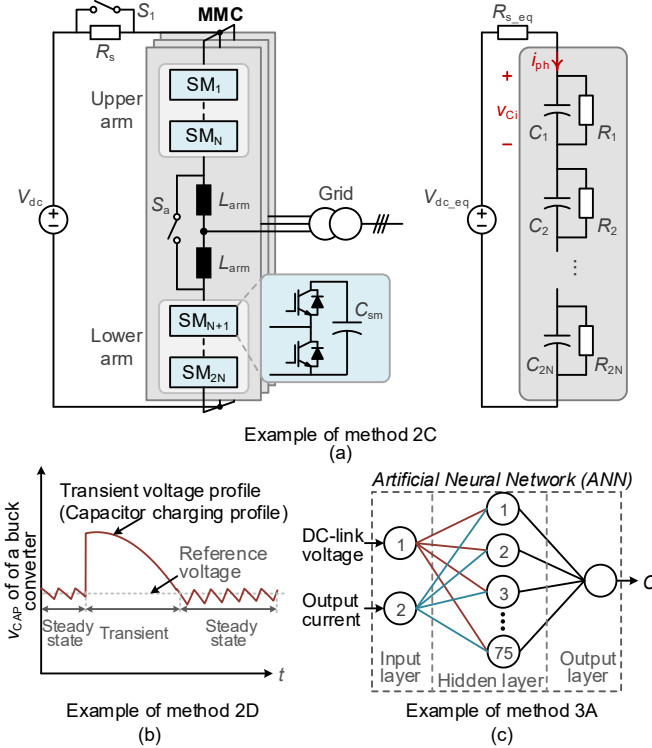 S1
Rs
MMC
SM1
Upper
arm
SMN
Vdc
Sa
Larm
Grid
Larm
SMN+1
Csm
Lower
arm
SM2N
Rs_eq
iph
+
vCi
−
C1
R1
Vdc_eq
C2
R2
C2N
R2N
Example of method 2C
(a)
vCAP of of a buck
converter
Transient voltage profile
(Capacitor charging profile)
Reference
voltage
Steady
state
Transient
Steady
state
t
Example of method 2D
(b)
Artificial Neural Network (ANN)
DC-link
voltage
Output
current
1
2
1
2
3
75
C
Input
layer
Hidden layer
Output
layer
Example of method 3A
(c)